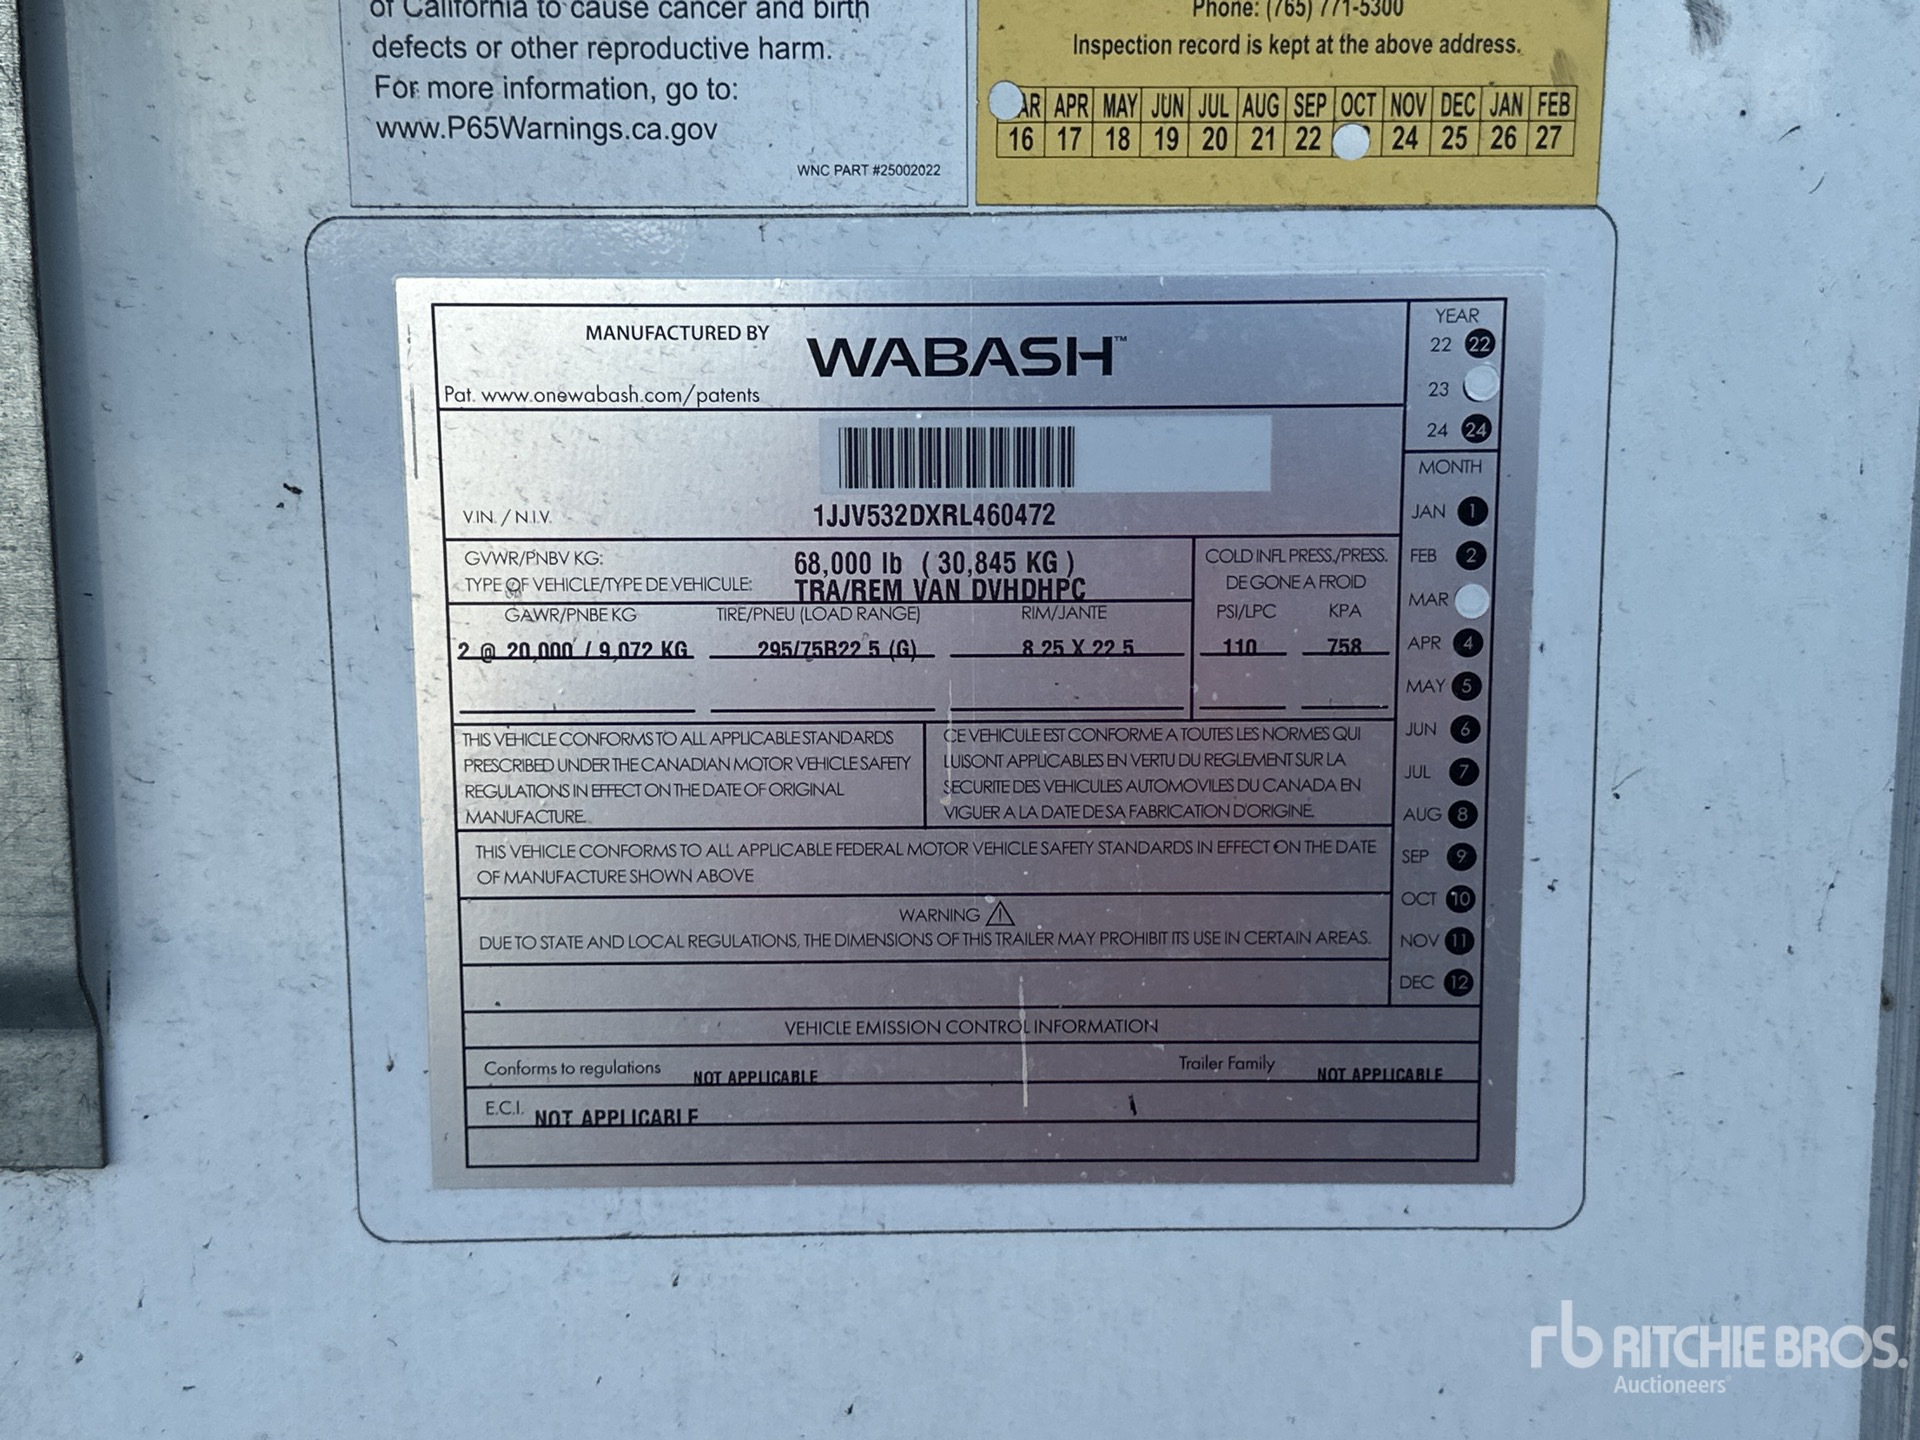 of California to cause cancer and birth
defects or other reproductive harm.
For more information, go to:
www.P65Warnings.ca.gov
WNC PART #25002022
Phone: (765) 771-5300
Inspection record is kept at the above address.
AR APR MAY JUN JUL AUG SEP OCT NOV DEC JAN FEB
16 17 18 19 20 21 22 24 25 26 27
MANUFACTURED BY WABASH™
Pat. www.onewabash.com/patents
YEAR
22 22
23
24 24
V.I.N. / N.I.V. 1JJV532DXRL460472
GVWR/PNBV KG: 68,000 lb ( 30,845 KG )
TYPE OF VEHICLE/TYPE DE VEHICULE: TRA/REM VAN DVHDHPC
COLD INFL PRESS./PRESS.
DE GONE A FROID
GAWR/PNBE KG TIRE/PNEU (LOAD RANGE) RIM/JANTE PSI/LPC KPA
2 @ 20,000 / 9,072 KG 295/75R22.5 (G) 8.25 X 22.5 110 758
THIS VEHICLE CONFORMS TO ALL APPLICABLE STANDARDS
PRESCRIBED UNDER THE CANADIAN MOTOR VEHICLE SAFETY
REGULATIONS IN EFFECT ON THE DATE OF ORIGINAL
MANUFACTURE.
CE VEHICULE EST CONFORME A TOUTES LES NORMES QUI
LUISONT APPLICABLES EN VERTU DU REGLEMENT SUR LA
SECURITE DES VEHICULES AUTOMOVILES DU CANADA EN
VIGUER A LA DATE DE SA FABRICATION D'ORIGINE.
THIS VEHICLE CONFORMS TO ALL APPLICABLE FEDERAL MOTOR VEHICLE SAFETY STANDARDS IN EFFECT ON THE DATE
OF MANUFACTURE SHOWN ABOVE
WARNING
DUE TO STATE AND LOCAL REGULATIONS, THE DIMENSIONS OF THIS TRAILER MAY PROHIBIT ITS USE IN CERTAIN AREAS.
MONTH
JAN 1
FEB 2
MAR
APR 4
MAY 5
JUN 6
JUL 7
AUG 8
SEP 9
OCT 10
NOV 11
DEC 12
VEHICLE EMISSION CONTROL INFORMATION
Conforms to regulations NOT APPLICABLE Trailer Family NOT APPLICABLE
E.C.I. NOT APPLICABLE
rb RITCHIE BROS.
Auctioneers